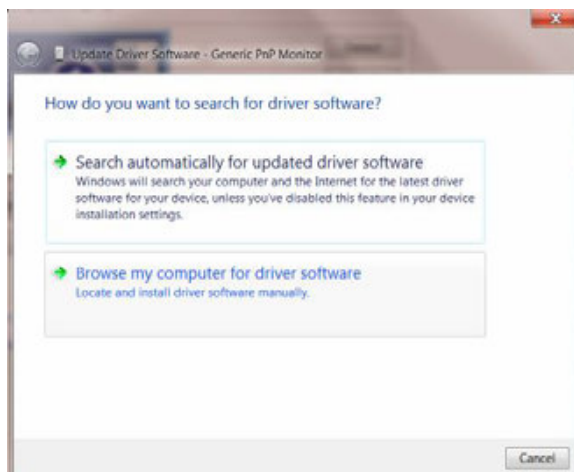 Update Driver Software - Generic PnP Monitor
How do you want to search for driver software?
Search automatically for updated driver software
Windows will search your computer and the Internet for the latest driver
software for your device, unless you've disabled this feature in your device
installation settings.
Browse my computer for driver software
Locate and install driver software manually.
Cancel